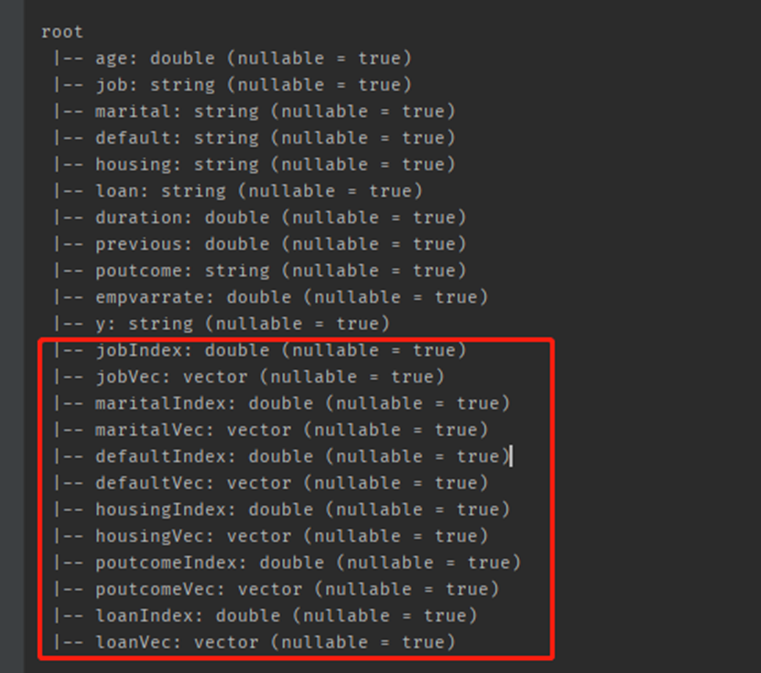 root
 |-- age: double (nullable = true)
 |-- job: string (nullable = true)
 |-- marital: string (nullable = true)
 |-- default: string (nullable = true)
 |-- housing: string (nullable = true)
 |-- loan: string (nullable = true)
 |-- duration: double (nullable = true)
 |-- previous: double (nullable = true)
 |-- poutcome: string (nullable = true)
 |-- empvarrate: double (nullable = true)
 |-- y: string (nullable = true)
 |-- jobIndex: double (nullable = true)
 |-- jobVec: vector (nullable = true)
 |-- maritalIndex: double (nullable = true)
 |-- maritalVec: vector (nullable = true)
 |-- defaultIndex: double (nullable = true)
 |-- defaultVec: vector (nullable = true)
 |-- housingIndex: double (nullable = true)
 |-- housingVec: vector (nullable = true)
 |-- poutcomeIndex: double (nullable = true)
 |-- poutcomeVec: vector (nullable = true)
 |-- loanIndex: double (nullable = true)
 |-- loanVec: vector (nullable = true)